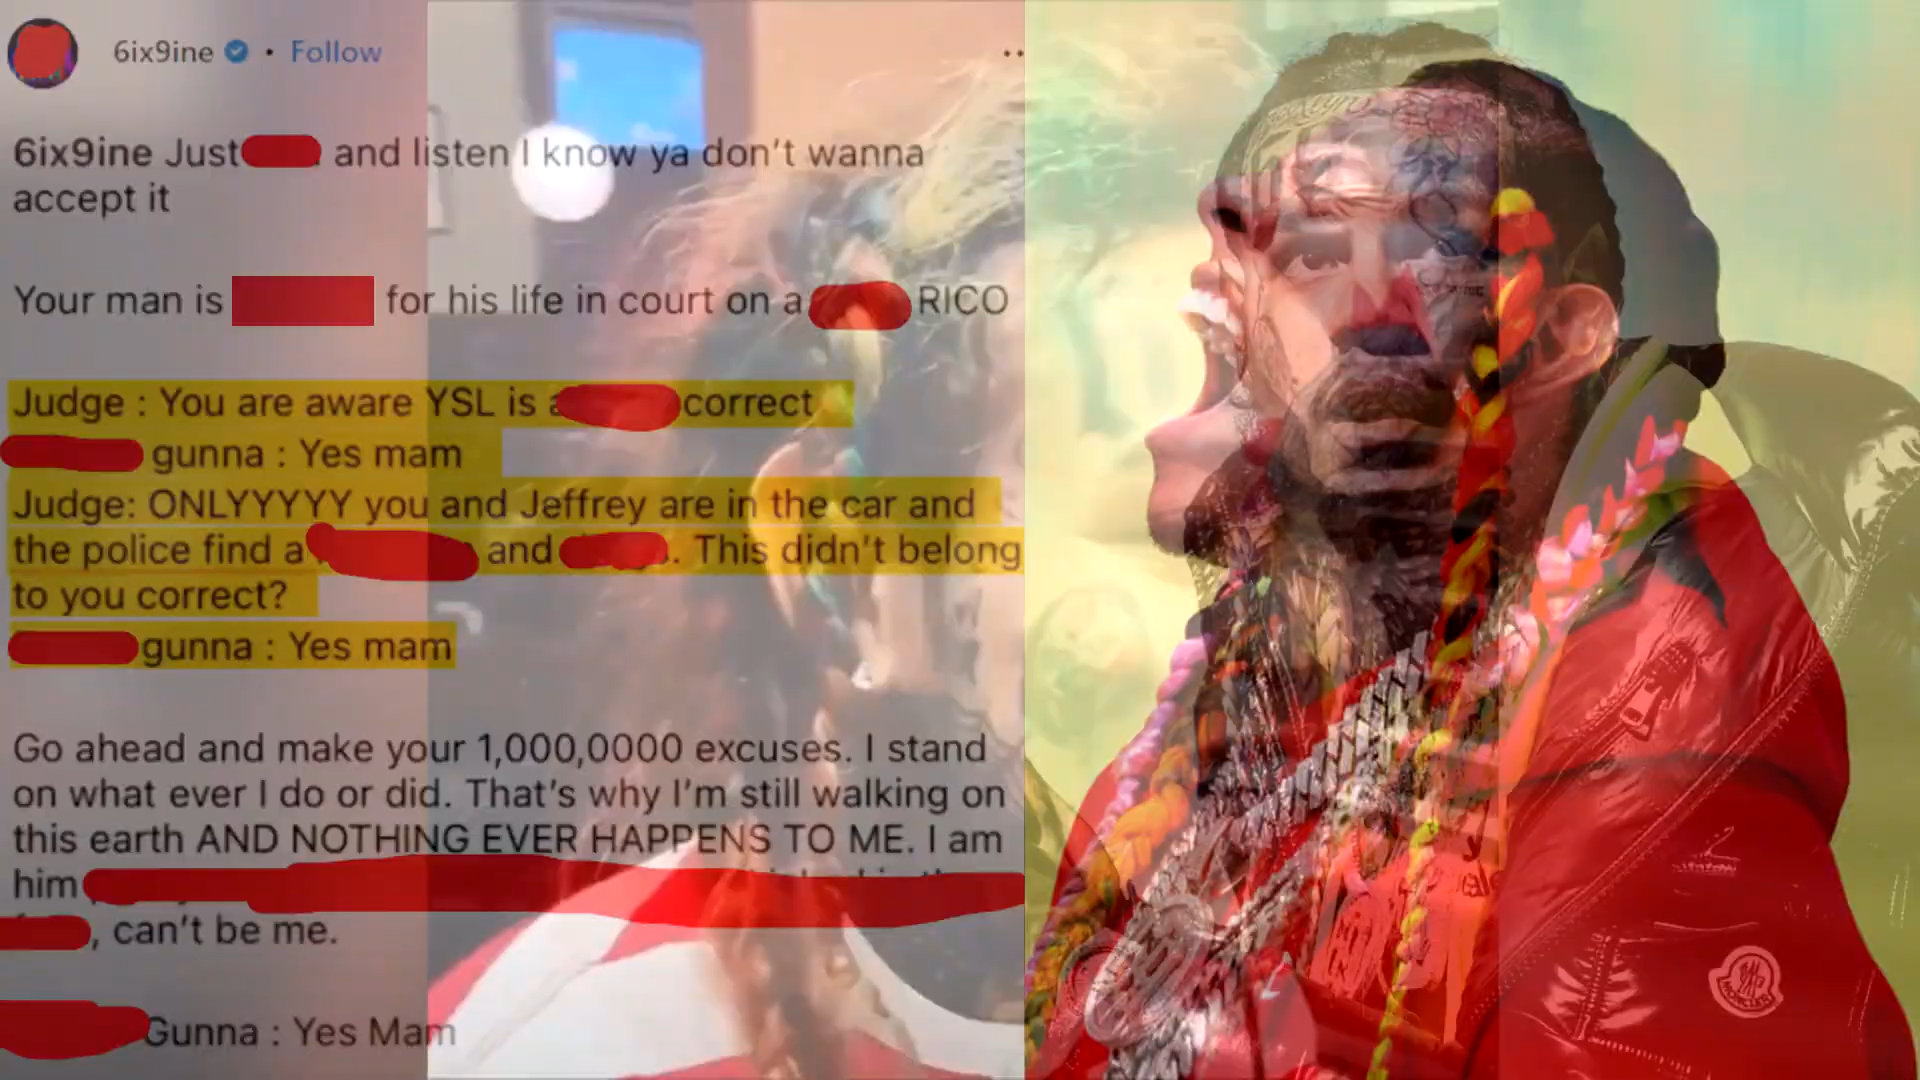 6ix9ine • Follow
6ix9ine Just and listen I know ya don't wanna
accept it
Your man is for his life in court on a RICO
Judge : You are aware YSL is a correct
gunna : Yes mam
Judge: ONLYYYYY you and Jeffrey are in the car and
the police find a and . This didn't belong
to you correct?
gunna : Yes mam
Go ahead and make your 1,000,0000 excuses. I stand
on what ever I do or did. That's why I'm still walking on
this earth AND NOTHING EVER HAPPENS TO ME. I am
him
, can't be me.
Gunna : Yes Mam
MONCLER